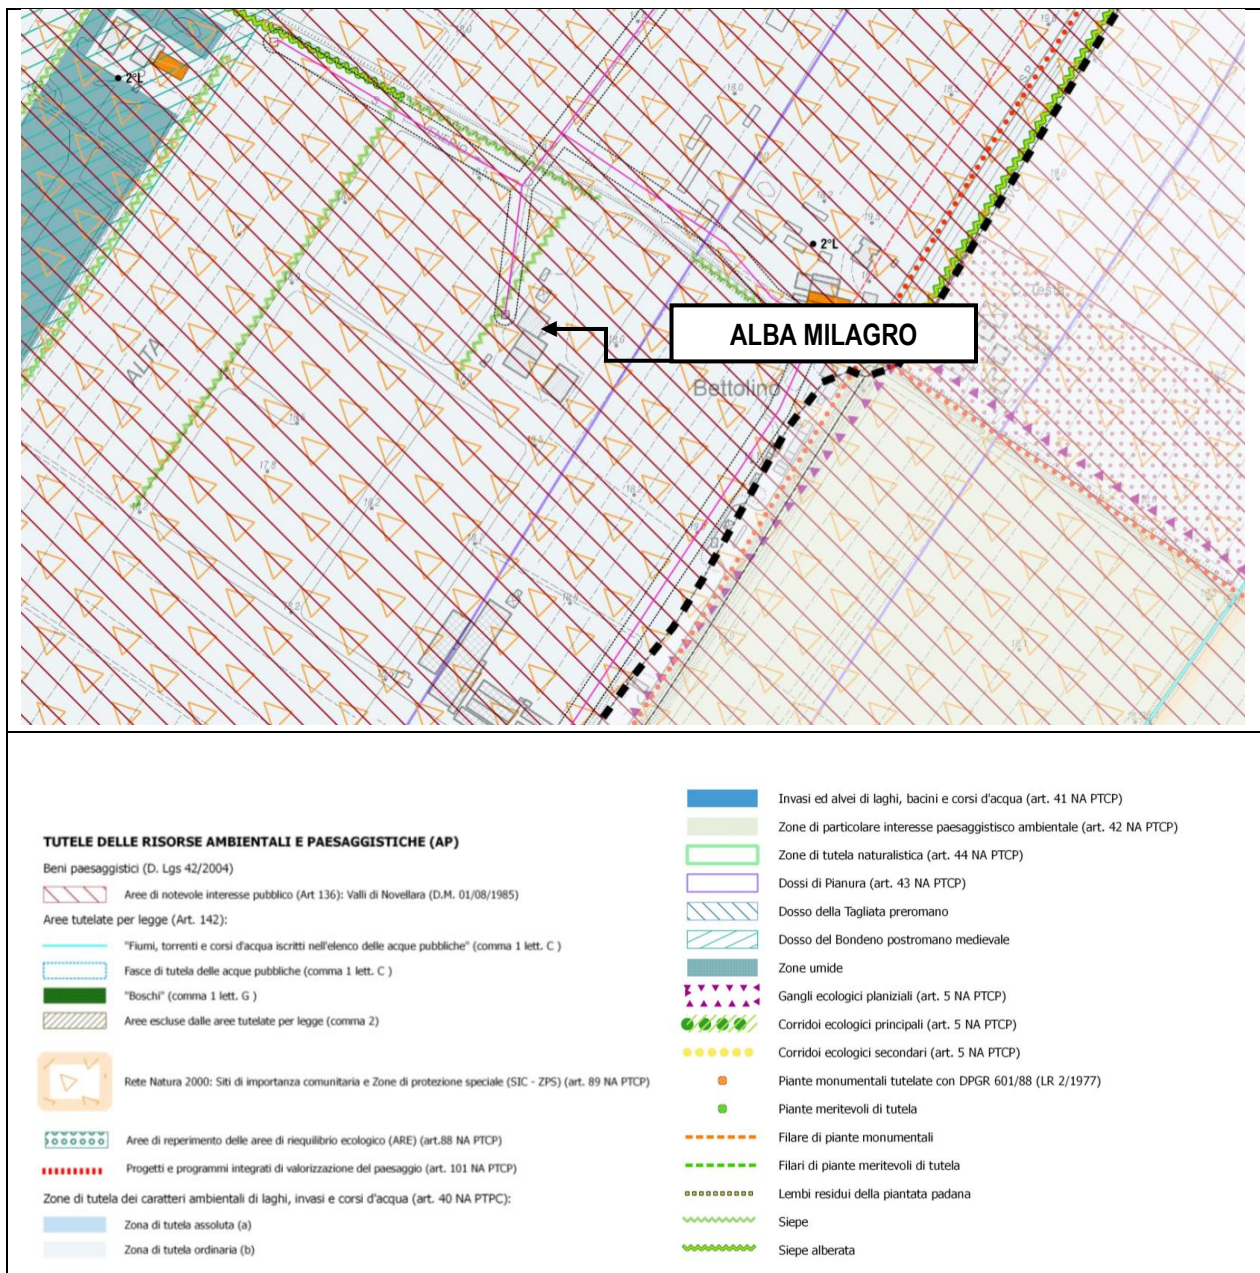 2°L
2°L
ALTA
ALBA MILAGRO
Bettolino
C. Testa
TUTELE DELLE RISORSE AMBIENTALI E PAESAGGISTICHE (AP)
Beni paesaggistici (D. Lgs 42/2004)
Aree di notevole interesse pubblico (Art 136): Valli di Novellara (D.M. 01/08/1985)
Aree tutelate per legge (Art. 142):
"Fiumi, torrenti e corsi d'acqua iscritti nell'elenco delle acque pubbliche" (comma 1 lett. C )
Fasce di tutela delle acque pubbliche (comma 1 lett. C )
"Boschi" (comma 1 lett. G )
Aree escluse dalle aree tutelate per legge (comma 2)
Rete Natura 2000: Siti di importanza comunitaria e Zone di protezione speciale (SIC - ZPS) (art. 89 NA PTCP)
Aree di reperimento delle aree di riequilibrio ecologico (ARE) (art.88 NA PTCP)
Progetti e programmi integrati di valorizzazione del paesaggio (art. 101 NA PTCP)
Zone di tutela dei caratteri ambientali di laghi, invasi e corsi d'acqua (art. 40 NA PTPC):
Zona di tutela assoluta (a)
Zona di tutela ordinaria (b)
Invasi ed alvei di laghi, bacini e corsi d'acqua (art. 41 NA PTCP)
Zone di particolare interesse paesaggistisco ambientale (art. 42 NA PTCP)
Zone di tutela naturalistica (art. 44 NA PTCP)
Dossi di Pianura (art. 43 NA PTCP)
Dosso della Tagliata preromano
Dosso del Bondeno postromano medievale
Zone umide
Gangli ecologici planiziali (art. 5 NA PTCP)
Corridoi ecologici principali (art. 5 NA PTCP)
Corridoi ecologici secondari (art. 5 NA PTCP)
Piante monumentali tutelate con DPGR 601/88 (LR 2/1977)
Piante meritevoli di tutela
Filare di piante monumentali
Filari di piante meritevoli di tutela
Lembi residui della piantata padana
Siepe
Siepe alberata